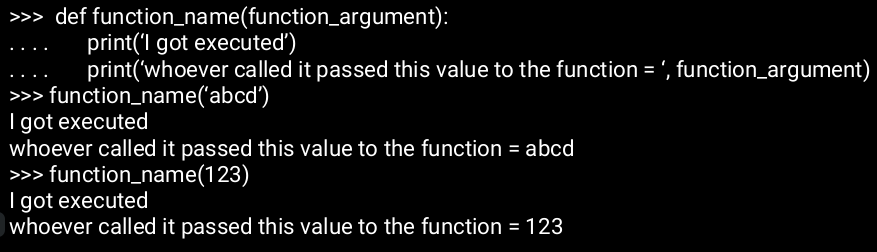 >>> def function_name(function_argument):
. . . . print(‘I got executed’)
. . . . print(‘whoever called it passed this value to the function = ‘, function_argument)
>>> function_name(‘abcd’)
I got executed
whoever called it passed this value to the function = abcd
>>> function_name(123)
I got executed
whoever called it passed this value to the function = 123